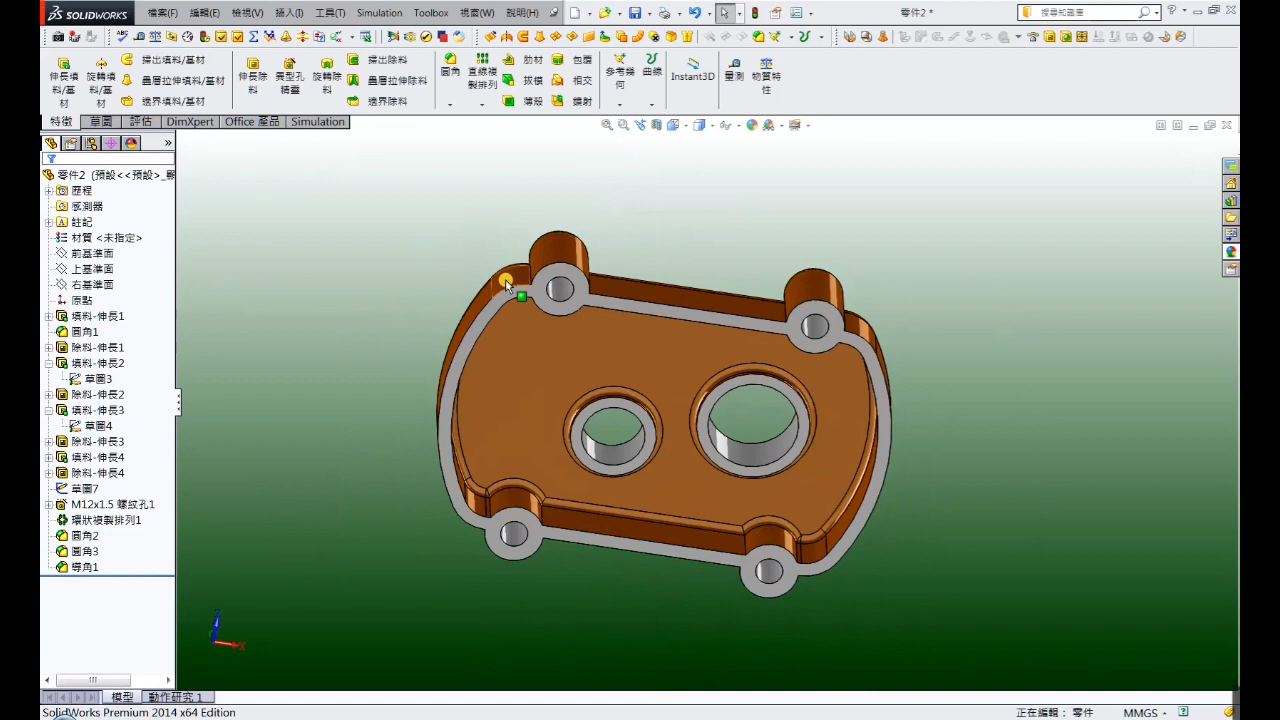 SOLIDWORKS 檔案(F) 編輯(E) 檢視(V) 插入(I) 工具(T) Simulation Toolbox 視窗(W) 說明(H) 零件2 * 搜尋知識庫
伸長填料/基材 旋轉填料/基材 掃出填料/基材 疊層拉伸填料/基材 邊界填料/基材 伸長除料 異型孔精靈 旋轉除料 掃出除料 疊層拉伸除料 邊界除料 圓角 直線複製排列 肋材 拔模 薄殼 包覆 相交 鏡射 參考幾何 曲線 Instant3D 量測 物質特性
特徵 草圖 評估 DimXpert Office 產品 Simulation
零件2 (預設<<預設>_顯
歷程
感測器
註記
材質 <未指定>
前基準面
上基準面
右基準面
原點
填料-伸長1
圓角1
除料-伸長1
填料-伸長2
草圖3
除料-伸長2
填料-伸長3
草圖4
除料-伸長3
填料-伸長4
除料-伸長4
草圖7
M12x1.5 螺紋孔1
環狀複製排列1
圓角2
圓角3
導角1
Z
X
模型 動作研究 1
SolidWorks Premium 2014 x64 Edition 正在編輯： 零件 MMGS